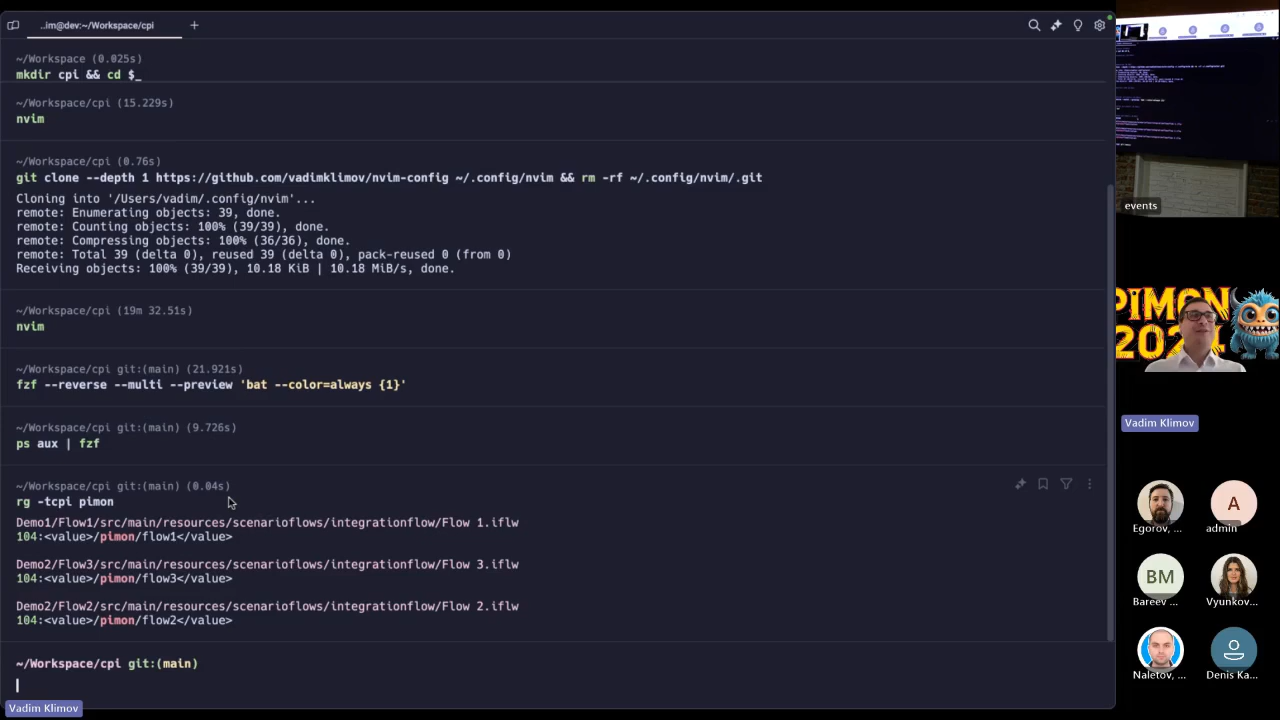 ..im@dev:~/Workspace/cpi
~/Workspace (0.025s)
mkdir cpi && cd $_
~/Workspace/cpi (15.229s)
nvim
~/Workspace/cpi (0.76s)
git clone --depth 1 https://github.com/vadimklimov/nvim-config ~/.config/nvim && rm -rf ~/.config/nvim/.git
Cloning into '/Users/vadim/.config/nvim'...
remote: Enumerating objects: 39, done.
remote: Counting objects: 100% (39/39), done.
remote: Compressing objects: 100% (36/36), done.
remote: Total 39 (delta 0), reused 39 (delta 0), pack-reused 0 (from 0)
Receiving objects: 100% (39/39), 10.18 KiB | 10.18 MiB/s, done.
~/Workspace/cpi (19m 32.51s)
nvim
~/Workspace/cpi git:(main) (21.921s)
fzf --reverse --multi --preview 'bat --color=always {1}'
~/Workspace/cpi git:(main) (9.726s)
ps aux | fzf
~/Workspace/cpi git:(main) (0.04s)
rg -tcpi pimon
Demo1/Flow1/src/main/resources/scenarioflows/integrationflow/Flow 1.iflw
104:<value>/pimon/flow1</value>
Demo2/Flow3/src/main/resources/scenarioflows/integrationflow/Flow 3.iflw
104:<value>/pimon/flow3</value>
Demo2/Flow2/src/main/resources/scenarioflows/integrationflow/Flow 2.iflw
104:<value>/pimon/flow2</value>
~/Workspace/cpi git:(main)
Vadim Klimov
events
PIMON
Vadim Klimov
A
Egorov, ...
admin
BM
Bareev ...
Vyunkov...
Naletov, ...
Denis Ka...